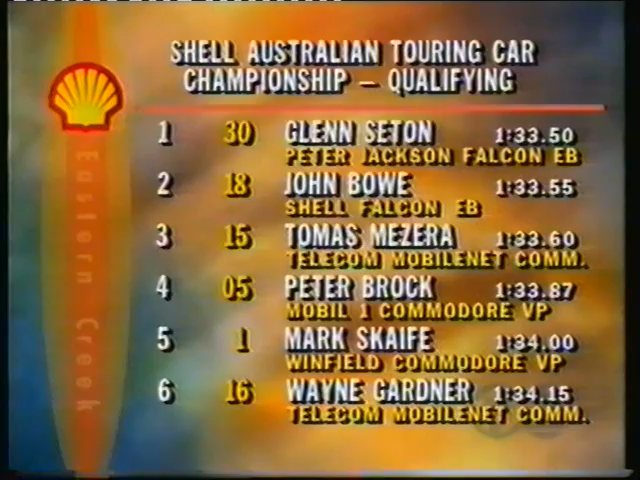 SHELL AUSTRALIAN TOURING CAR
CHAMPIONSHIP – QUALIFYING
Eastern Creek
1 30 GLENN SETON 1:33.50
PETER JACKSON FALCON EB
2 18 JOHN BOWE 1:33.55
SHELL FALCON EB
3 15 TOMAS MEZERA 1:33.60
TELECOM MOBILENET COMM.
4 05 PETER BROCK 1:33.87
MOBIL 1 COMMODORE VP
5 1 MARK SKAIFE 1:34.00
WINFIELD COMMODORE VP
6 16 WAYNE GARDNER 1:34.15
TELECOM MOBILENET COMM.